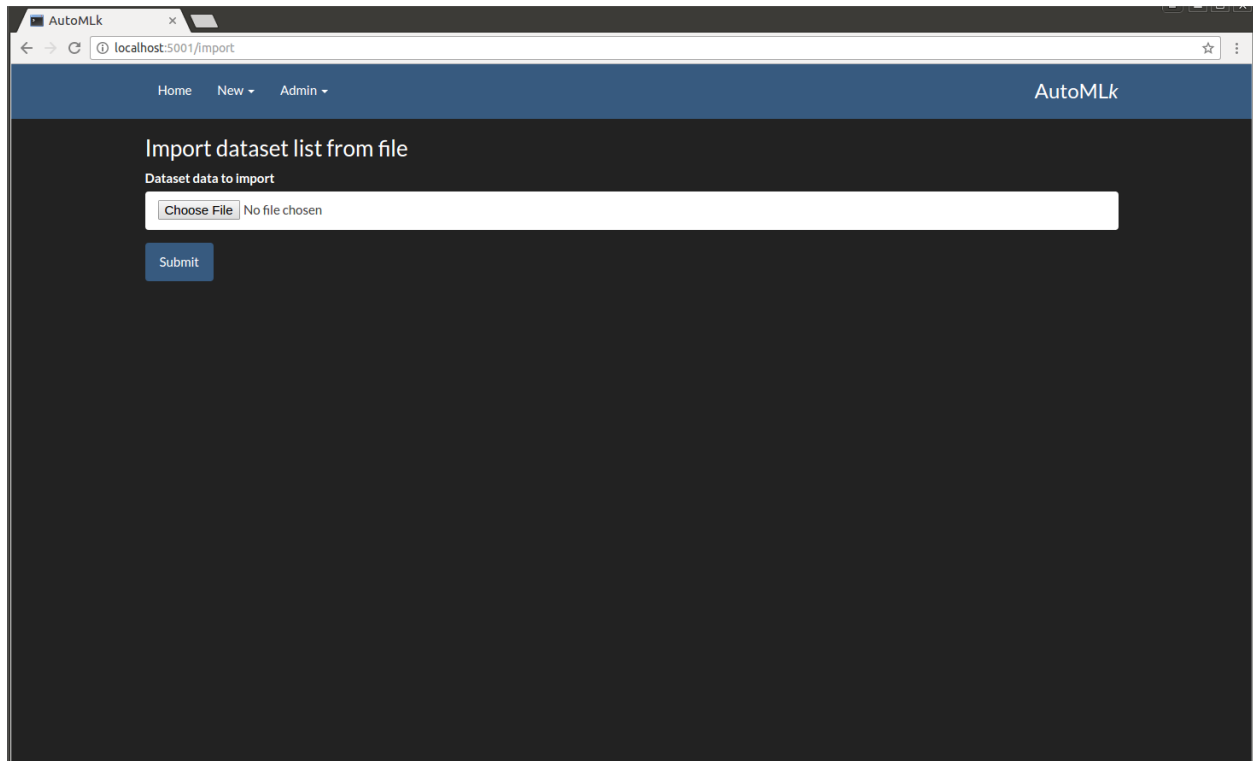 AutoMLk
localhost:5001/import
Home New Admin AutoMLk
Import dataset list from file
Dataset data to import
Choose File No file chosen
Submit